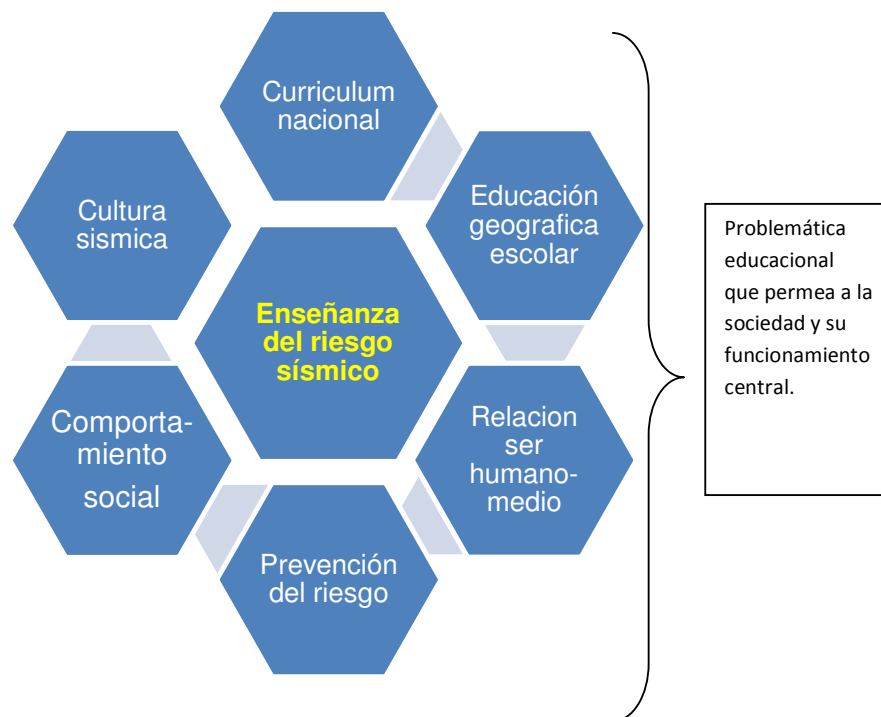 Curriculum
nacional
Educación
geografica
escolar
Relacion
ser
humano-
medio
Prevención
del riesgo
Comporta-
miento
social
Cultura
sismica
Enseñanza
del riesgo
sísmico
Problemática
educacional
que permea a la
sociedad y su
funcionamiento
central.